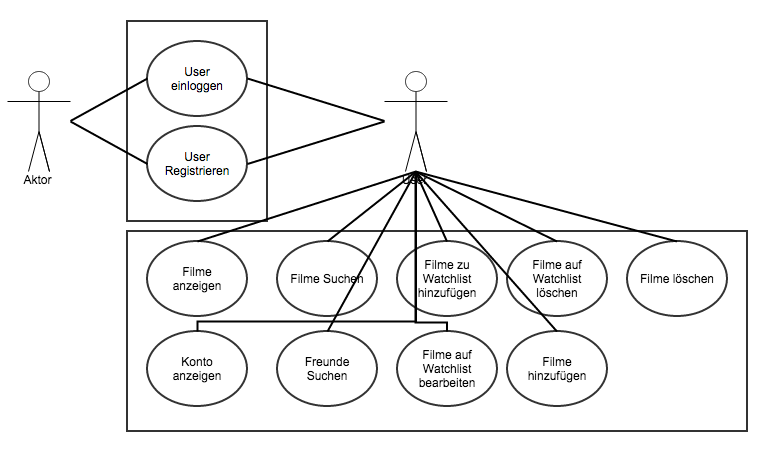 User
einloggen
User
Registrieren
Aktor
User
Filme
anzeigen
Filme Suchen
Filme zu
Watchlist
hinzufügen
Filme auf
Watchlist
löschen
Filme löschen
Konto
anzeigen
Freunde
Suchen
Filme auf
Watchlist
bearbeiten
Filme
hinzufügen